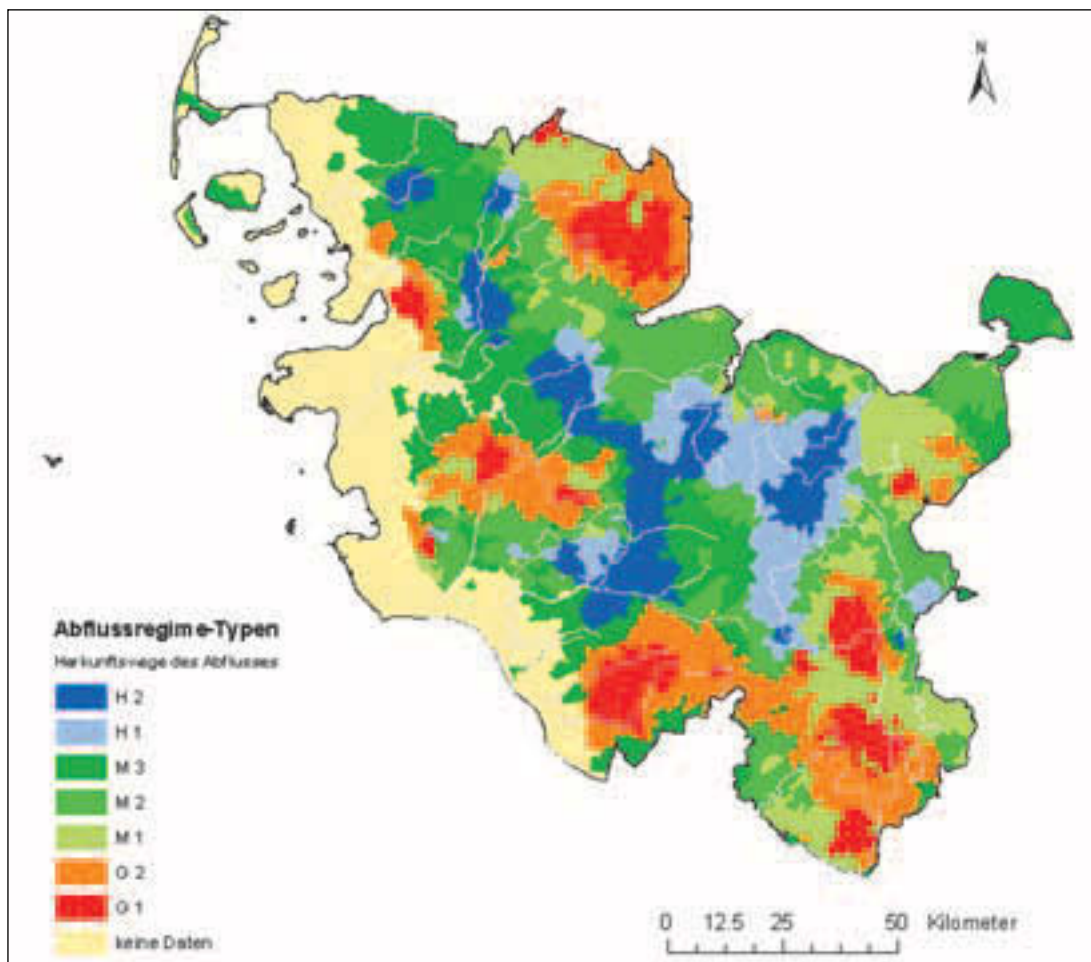 N
Abflussregime-Typen
Herkunftswege des Abflusses
H 2
H 1
M 3
M 2
M 1
O 2
O 1
keine Daten
0 12.5 25 50 Kilometer